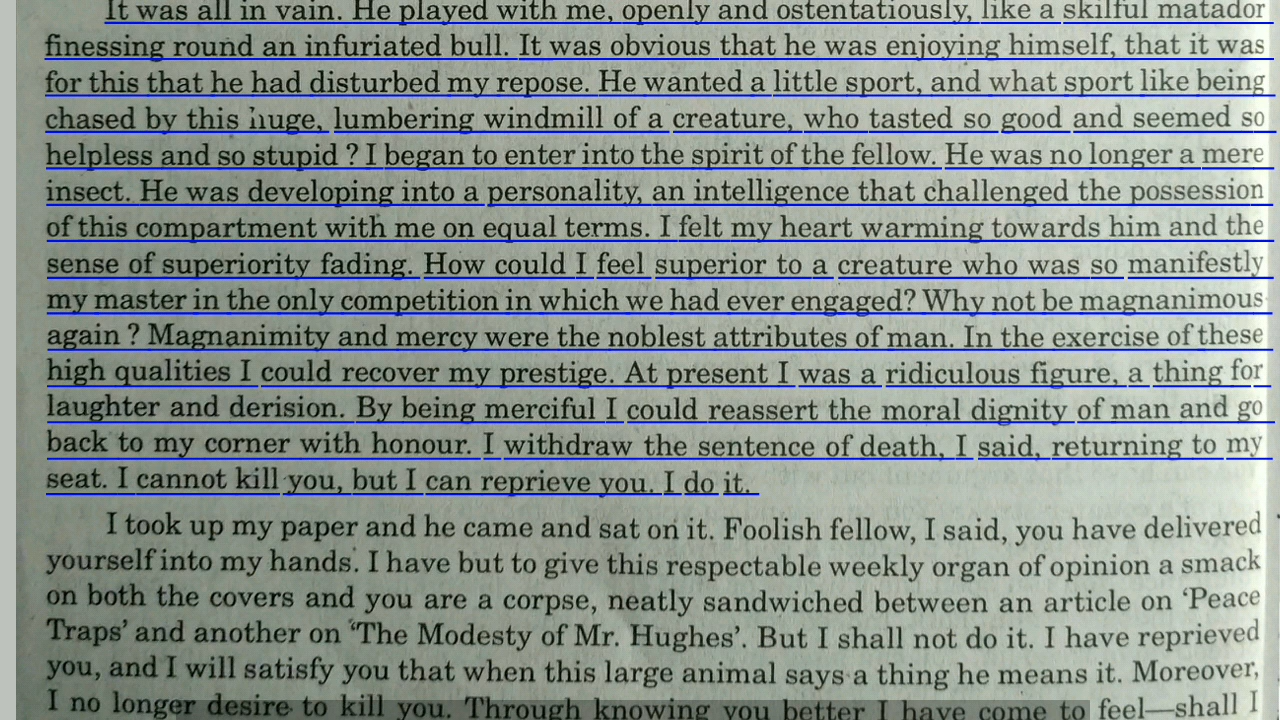 It was all in vain. He played with me, openly and ostentatiously, like a skilful matador
finessing round an infuriated bull. It was obvious that he was enjoying himself, that it was
for this that he had disturbed my repose. He wanted a little sport, and what sport like being
chased by this huge, lumbering windmill of a creature, who tasted so good and seemed so
helpless and so stupid ? I began to enter into the spirit of the fellow. He was no longer a mere
insect. He was developing into a personality, an intelligence that challenged the possession
of this compartment with me on equal terms. I felt my heart warming towards him and the
sense of superiority fading. How could I feel superior to a creature who was so manifestly
my master in the only competition in which we had ever engaged? Why not be magnanimous
again ? Magnanimity and mercy were the noblest attributes of man. In the exercise of these
high qualities I could recover my prestige. At present I was a ridiculous figure, a thing for
laughter and derision. By being merciful I could reassert the moral dignity of man and go
back to my corner with honour. I withdraw the sentence of death, I said, returning to my
seat. I cannot kill you, but I can reprieve you. I do it.
I took up my paper and he came and sat on it. Foolish fellow, I said, you have delivered
yourself into my hands. I have but to give this respectable weekly organ of opinion a smack
on both the covers and you are a corpse, neatly sandwiched between an article on ‘Peace
Traps’ and another on ‘The Modesty of Mr. Hughes’. But I shall not do it. I have reprieved
you, and I will satisfy you that when this large animal says a thing he means it. Moreover,
I no longer desire to kill you. Through knowing you better I have come to feel—shall I